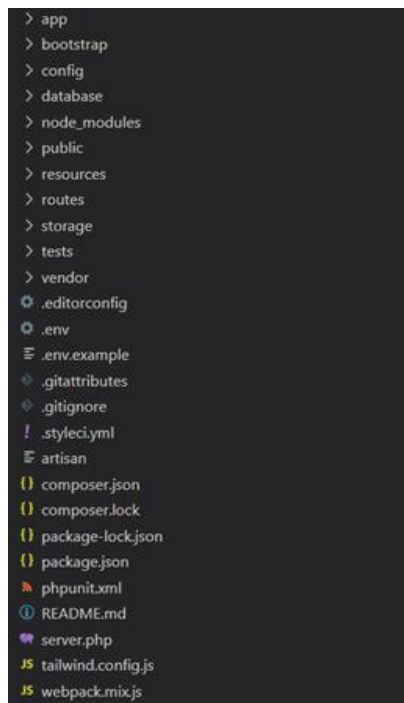 app
bootstrap
config
database
node_modules
public
resources
routes
storage
tests
vendor
.editorconfig
.env
.env.example
.gitattributes
.gitignore
.styleci.yml
artisan
composer.json
composer.lock
package-lock.json
package.json
phpunit.xml
README.md
server.php
JS tailwind.config.js
JS webpack.mix.js